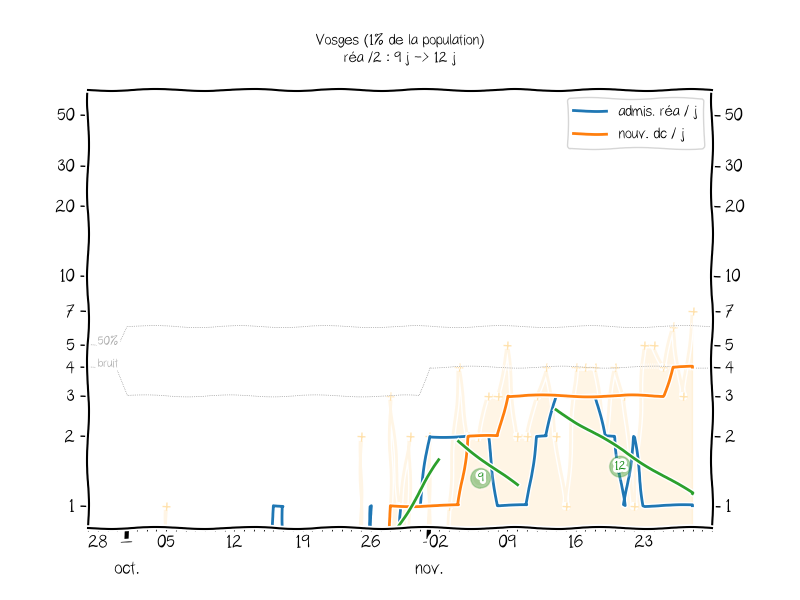 Vosges (1% de la population)
réa /2 : 9 j -> 12 j
admis. réa / j
nouv. dc / j
50 50
30 30
20 20
10 10
7 7
5 5
50%
4 4
bruit
3 3
2 2
12
9
1 1
28 05 12 19 26 02 09 16 23
oct. nov.